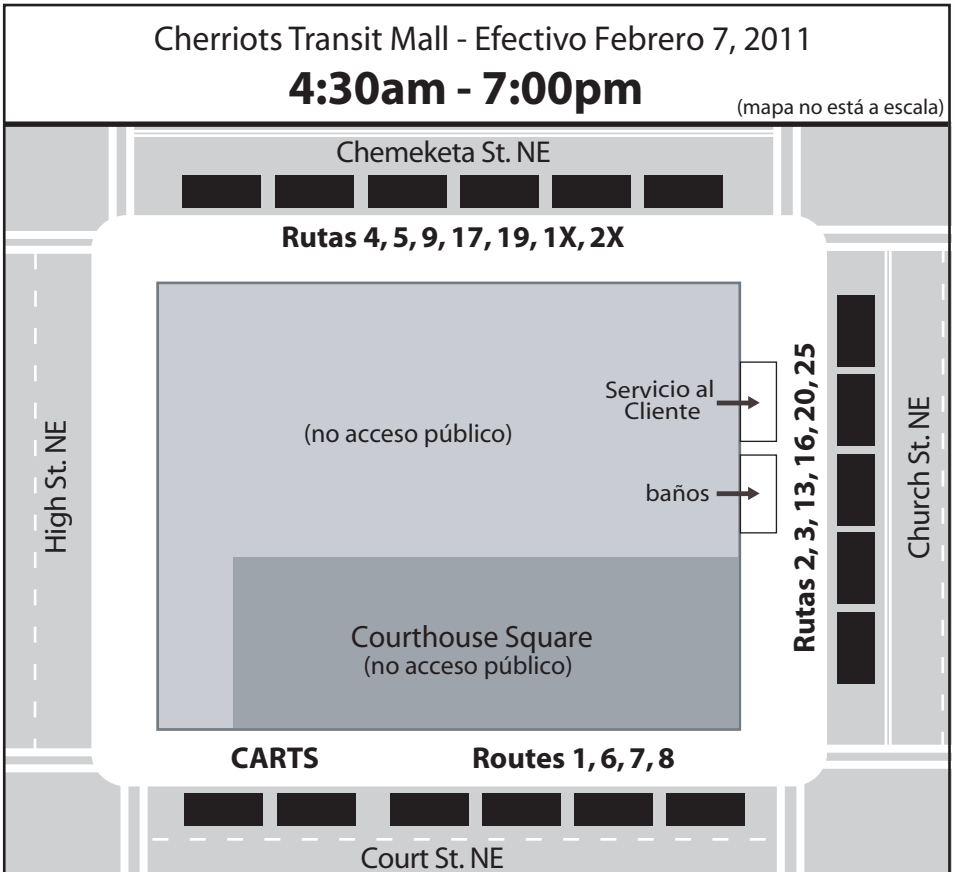 Cherriots Transit Mall - Efectivo Febrero 7, 2011
4:30am - 7:00pm
(mapa no está a escala)
Chemeketa St. NE
Rutas 4, 5, 9, 17, 19, 1X, 2X
High St. NE
(no acceso público)
Servicio al
Cliente
baños
Rutas 2, 3, 13, 16, 20, 25
Church St. NE
Courthouse Square
(no acceso público)
CARTS
Routes 1, 6, 7, 8
Court St. NE